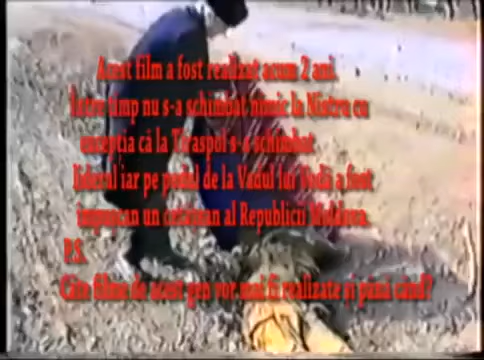 Acest film a fost realizat acum 2 ani.
Între timp nu s-a schimbat nimic la Nistru cu
excepția că la Tiraspol s-a schimbat
liderul iar pe podul de la Vadul lui Vodă a fost
împușcat un cetățean al Republicii Moldova.
P.S.
Câte filme de acest gen vor mai fi realizate și până când?